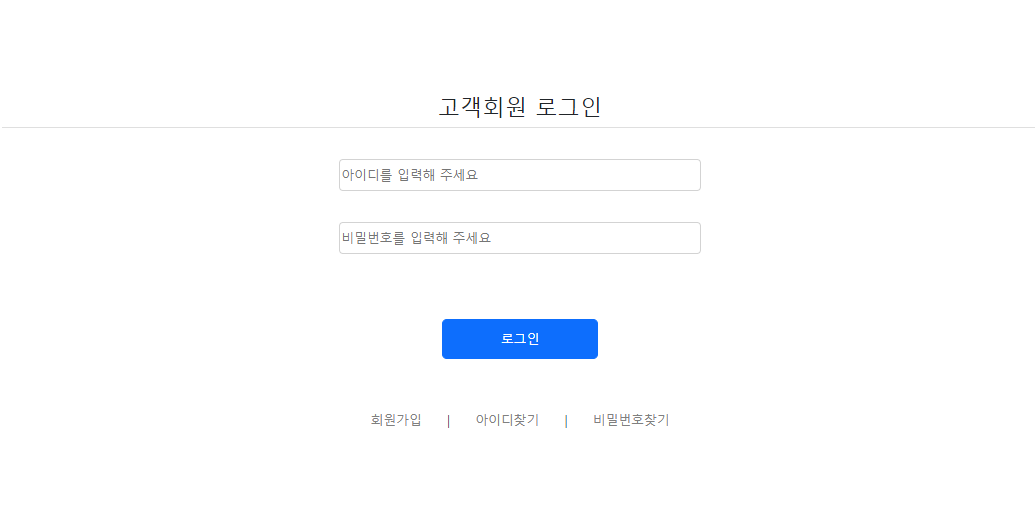 고객회원 로그인
아이디를 입력해 주세요
비밀번호를 입력해 주세요
로그인
회원가입 | 아이디찾기 | 비밀번호찾기